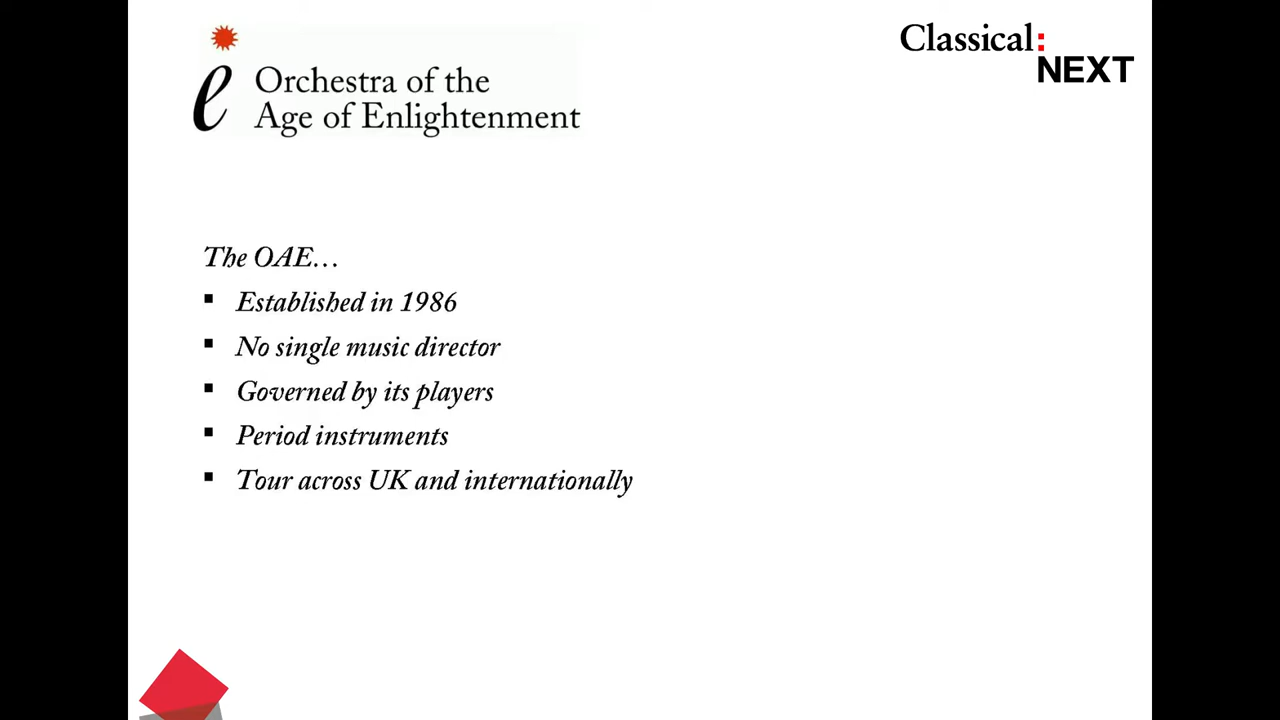 Classical:
NEXT
e Orchestra of the
Age of Enlightenment
The OAE…
▪ Established in 1986
▪ No single music director
▪ Governed by its players
▪ Period instruments
▪ Tour across UK and internationally